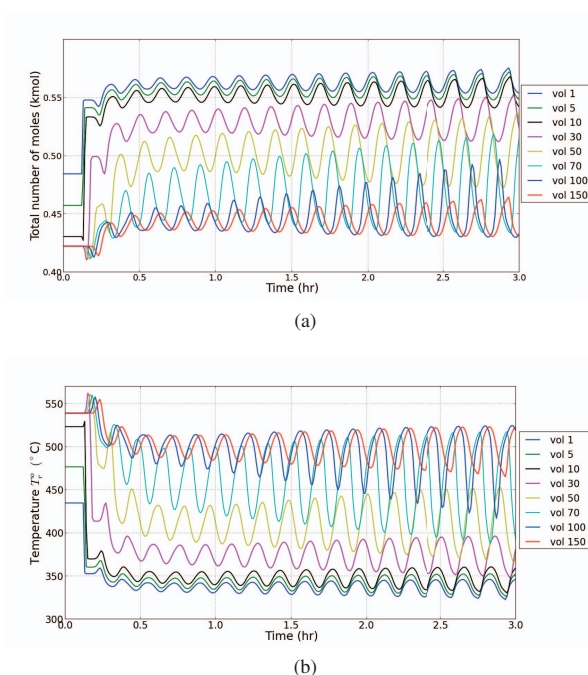 (a)
Total number of moles (kmol)
0.55
0.50
0.45
0.40
0.0
0.5
1.0
1.5
2.0
2.5
3.0
Time (hr)
vol 1
vol 5
vol 10
vol 30
vol 50
vol 70
vol 100
vol 150
(a)
Temperature T_r^o (°C)
550
500
450
400
350
300
0.0
0.5
1.0
1.5
2.0
2.5
3.0
Time (hr)
vol 1
vol 5
vol 10
vol 30
vol 50
vol 70
vol 100
vol 150
(b)